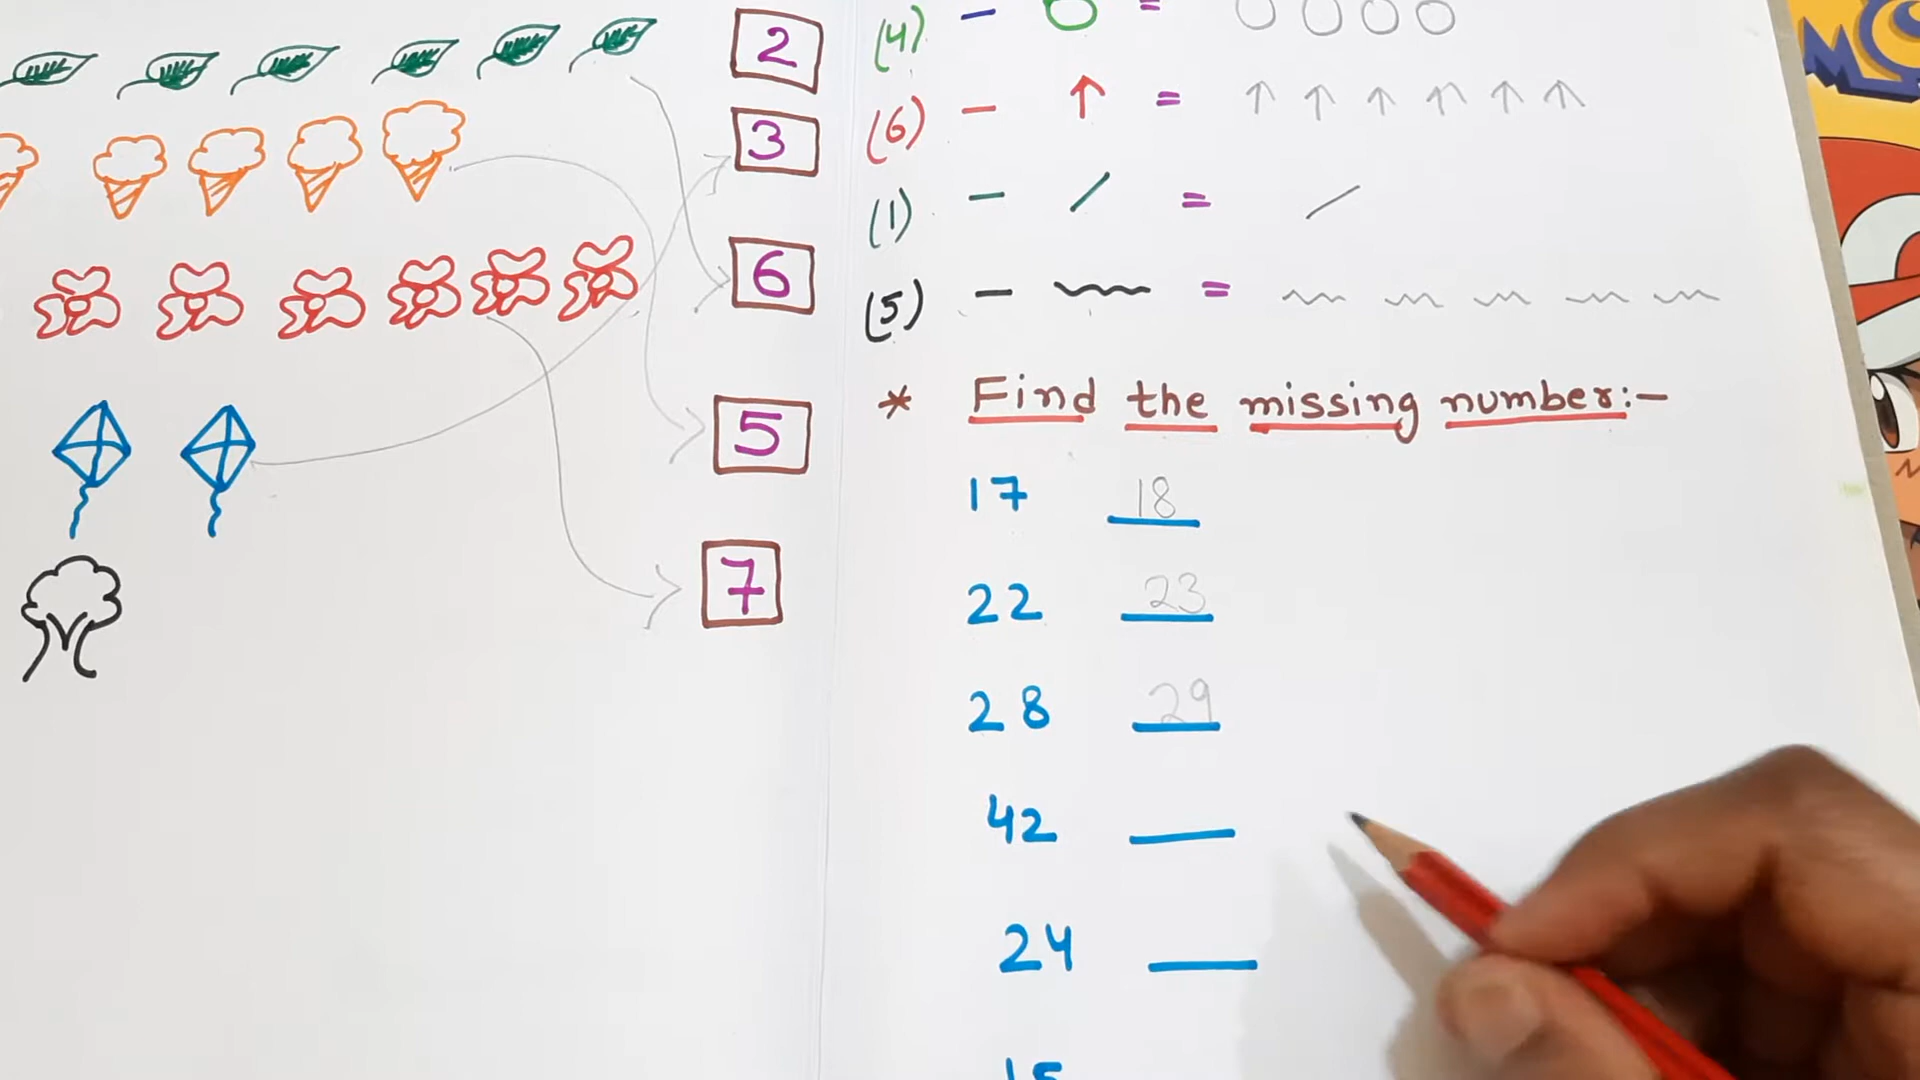 2
3
6
5
7
(4) - =
(6) - ↑ = ↑ ↑ ↑ ↑ ↑ ↑
(1) - / = /
(5) - =
* Find the missing number:-
17 18
22 23
28 29
42
24
15